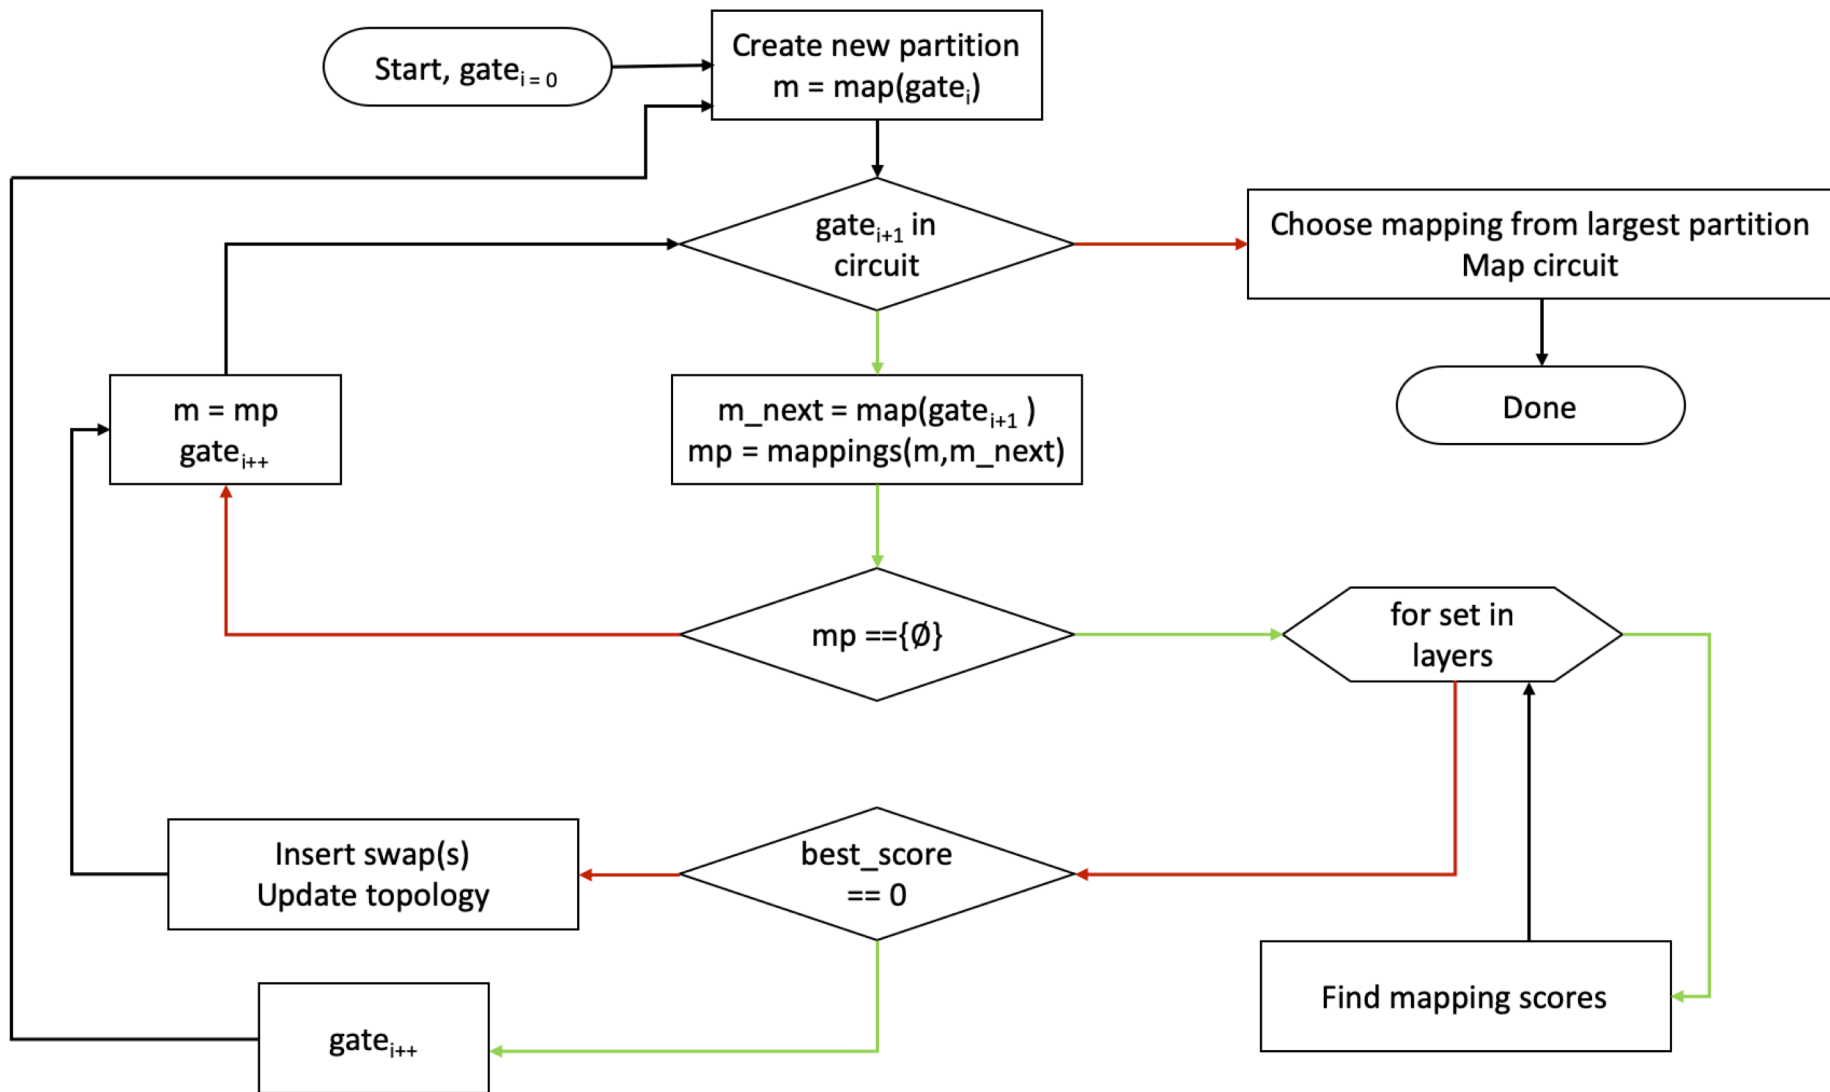 Start, gateᵢ ₌ ₀
Create new partition
m = map(gateᵢ)
gateᵢ₊₁ in
circuit
Choose mapping from largest partition
Map circuit
Done
m = mp
gateᵢ₊₊
m_next = map(gateᵢ₊₁ )
mp = mappings(m,m_next)
mp =={Ø}
for set in
layers
Insert swap(s)
Update topology
best_score
== 0
Find mapping scores
gateᵢ₊₊